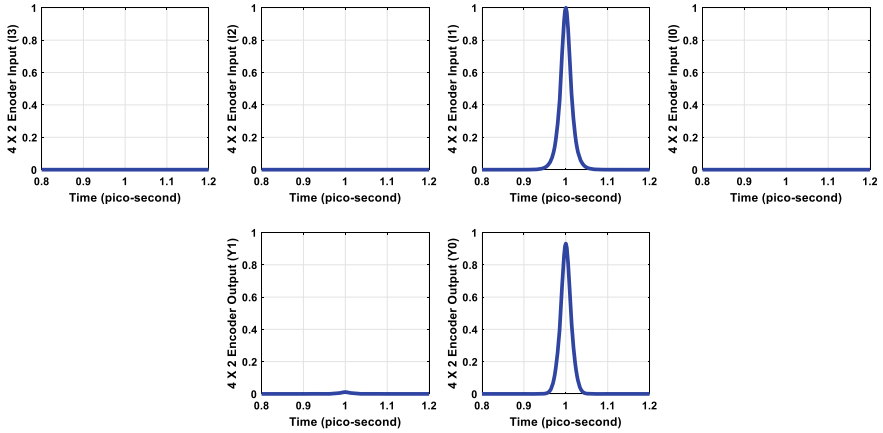 4 X 2 Enoder Input (I3)
1
0.8
0.6
0.4
0.2
0
0.8 0.9 1 1.1 1.2
Time (pico-second)
4 X 2 Enoder Input (I2)
1
0.8
0.6
0.4
0.2
0
0.8 0.9 1 1.1 1.2
Time (pico-second)
4 X 2 Enoder Input (I1)
1
0.8
0.6
0.4
0.2
0
0.8 0.9 1 1.1 1.2
Time (pico-second)
4 X 2 Enoder Input (I0)
1
0.8
0.6
0.4
0.2
0
0.8 0.9 1 1.1 1.2
Time (pico-second)
4 X 2 Encoder Output (Y1)
1
0.8
0.6
0.4
0.2
0
0.8 0.9 1 1.1 1.2
Time (pico-second)
4 X 2 Encoder Output (Y0)
1
0.8
0.6
0.4
0.2
0
0.8 0.9 1 1.1 1.2
Time (pico-second)